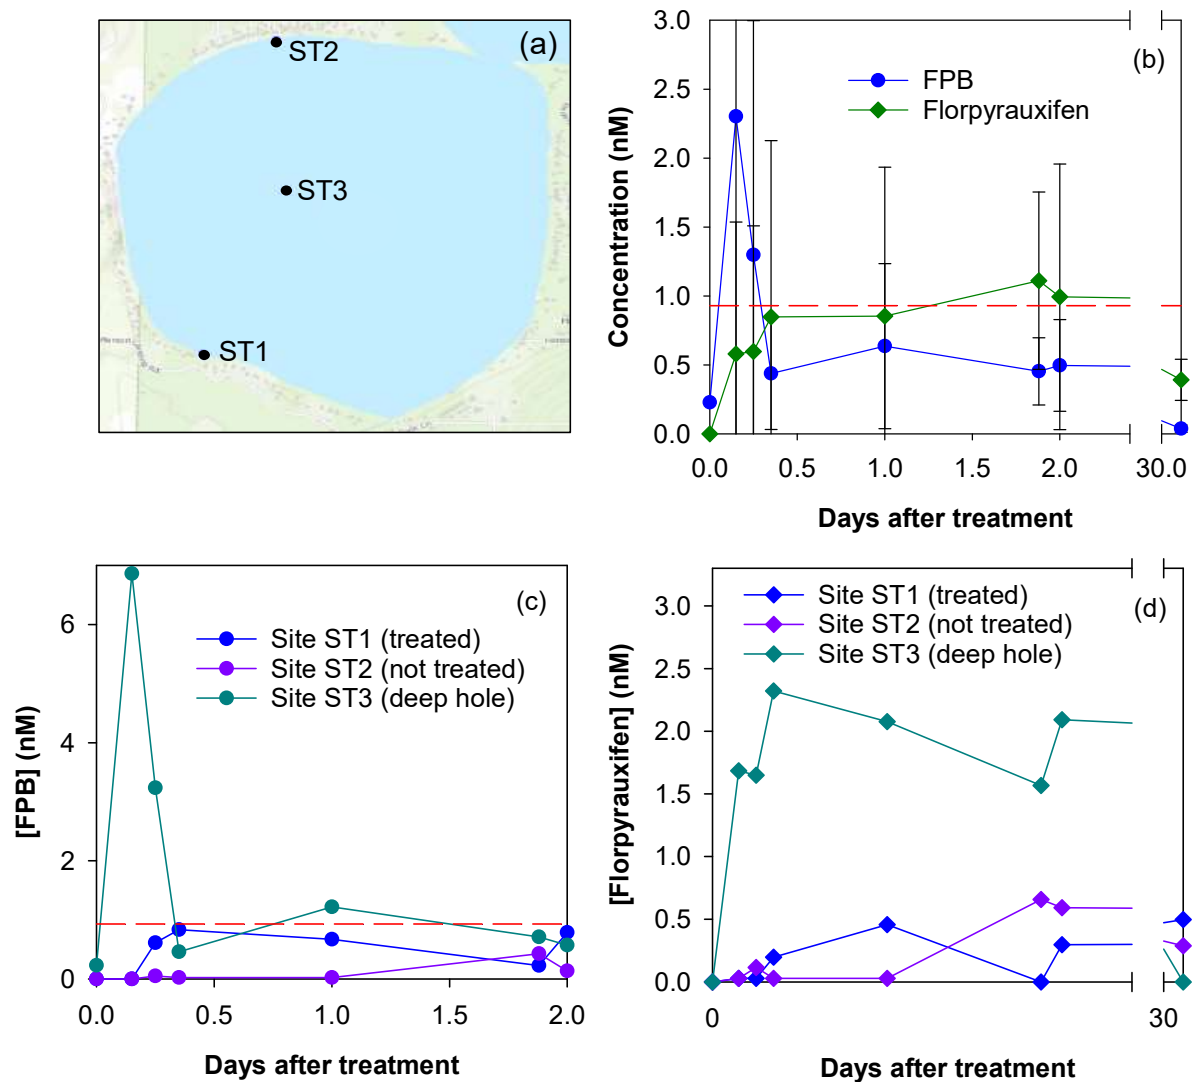 (a)
ST2
ST3
ST1
(b)
FPB
Florpyrauxifen
Concentration (nM)
3.0
2.5
2.0
1.5
1.0
0.5
0.0
0.0 0.5 1.0 1.5 2.0 30.0
Days after treatment
(c)
Site ST1 (treated)
Site ST2 (not treated)
Site ST3 (deep hole)
[FPB] (nM)
6
4
2
0
0.0 0.5 1.0 1.5 2.0
Days after treatment
(d)
Site ST1 (treated)
Site ST2 (not treated)
Site ST3 (deep hole)
[Florpyrauxifen] (nM)
3.0
2.5
2.0
1.5
1.0
0.5
0.0
0 30
Days after treatment